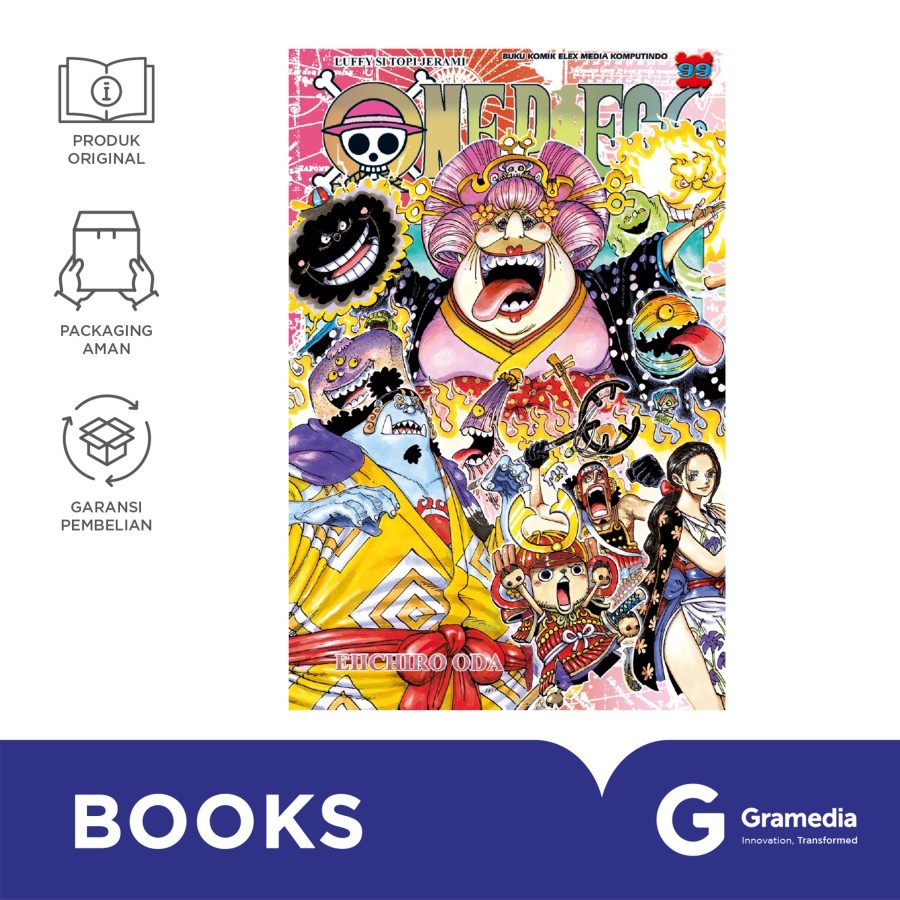 PRODUK
ORIGINAL
PACKAGING
AMAN
GARANSI
PEMBELIAN
LUFFY SI TOPI JERAMI
BUKU KOMIK ELEX MEDIA KOMPUTINDO
99
ONE PIECE
EIICHIRO ODA
BOOKS
G Gramedia
Innovation, Transformed